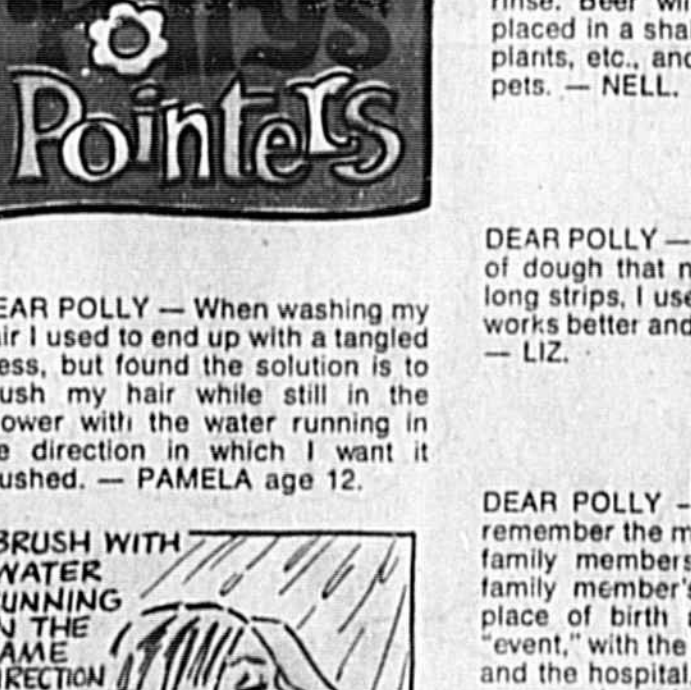 Polly's
Pointers
EAR POLLY — When washing my
ir I used to end up with a tangled
ess, but found the solution is to
ush my hair while still in the
ower with the water running in
e direction in which I want it
ushed. — PAMELA age 12.
BRUSH WITH
WATER
UNNING
N THE
AME
IRECTION
rinse. Beer wi
placed in a sha
plants, etc., and
pets. — NELL.
DEAR POLLY —
of dough that n
long strips, I use
works better and
— LIZ.
DEAR POLLY –
remember the m
family members
family member's
place of birth
"event," with the
and the hospital,